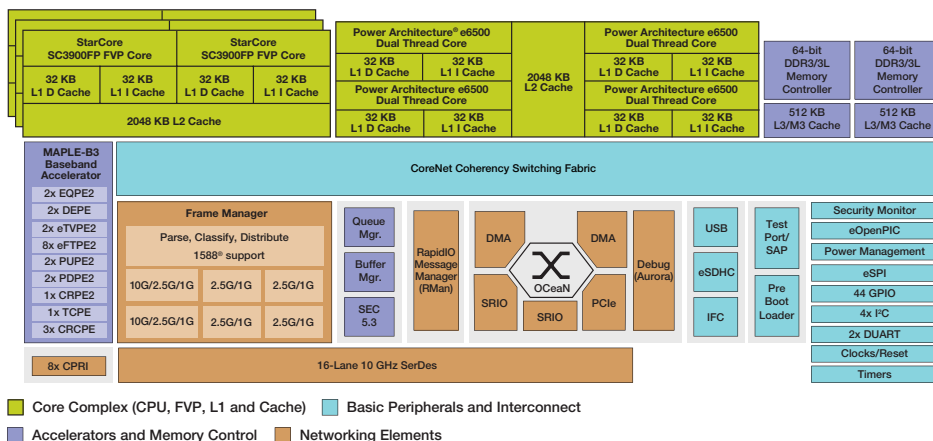 StarCore
SC3900FP FVP Core
StarCore
SC3900FP FVP Core
32 KB
L1 D Cache
32 KB
L1 I Cache
32 KB
L1 D Cache
32 KB
L1 I Cache
2048 KB L2 Cache
Power Architecture® e6500
Dual Thread Core
32 KB
L1 D Cache
32 KB
L1 I Cache
Power Architecture e6500
Dual Thread Core
32 KB
L1 D Cache
32 KB
L1 I Cache
2048 KB
L2 Cache
Power Architecture e6500
Dual Thread Core
32 KB
L1 D Cache
32 KB
L1 I Cache
Power Architecture e6500
Dual Thread Core
32 KB
L1 D Cache
32 KB
L1 I Cache
64-bit
DDR3/3L
Memory
Controller
64-bit
DDR3/3L
Memory
Controller
512 KB
L3/M3 Cache
512 KB
L3/M3 Cache
MAPLE-B3
Baseband
Accelerator
2x EQPE2
2x DEPE
2x eTVPE2
8x eFTPE2
2x PUPE2
2x PDPE2
1x CRPE2
1x TCPE
3x CRCPE
8x CPRI
CoreNet Coherency Switching Fabric
Frame Manager
Parse, Classify, Distribute
1588® support
10G/2.5G/1G
2.5G/1G
2.5G/1G
10G/2.5G/1G
2.5G/1G
2.5G/1G
Queue
Mgr.
Buffer
Mgr.
SEC
5.3
RapidIO
Message
Manager
(RMan)
DMA
DMA
OCeaN
SRIO
SRIO
PCIe
Debug
(Aurora)
USB
eSDHC
IFC
Test
Port/
SAP
Pre
Boot
Loader
Security Monitor
eOpenPIC
Power Management
eSPI
44 GPIO
4x I²C
2x DUART
Clocks/Reset
Timers
16-Lane 10 GHz SerDes
Core Complex (CPU, FVP, L1 and Cache)
Basic Peripherals and Interconnect
Accelerators and Memory Control
Networking Elements